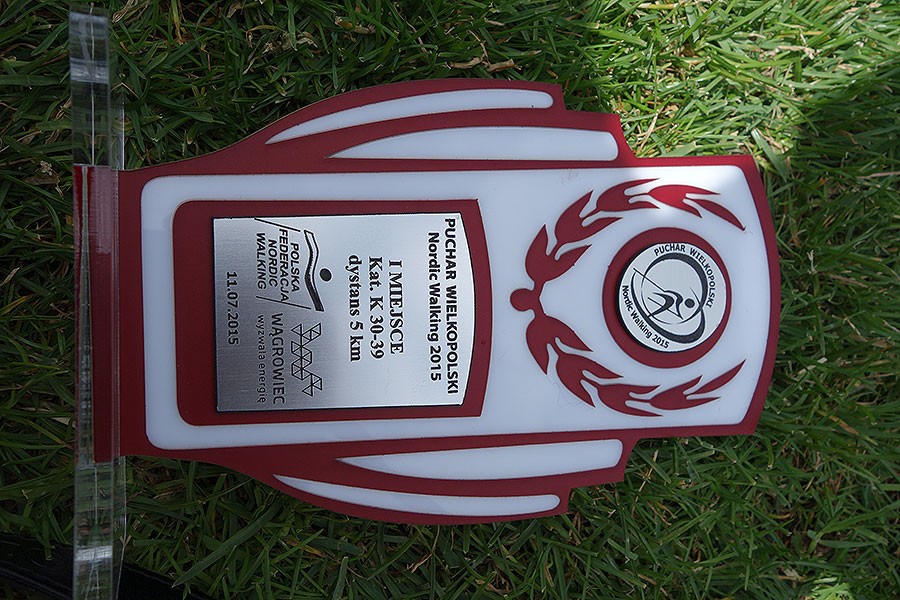 PUCHAR WIELKOPOLSKI
Nordic Walking 2015
PUCHAR WIELKOPOLSKI
Nordic Walking 2015
I MIEJSCE
Kat. K 30-39
dystans 5 km
POLSKA
FEDERACJA
NORDIC
WALKING
WĄGROWIEC
wyzwala energię
11.07.2015